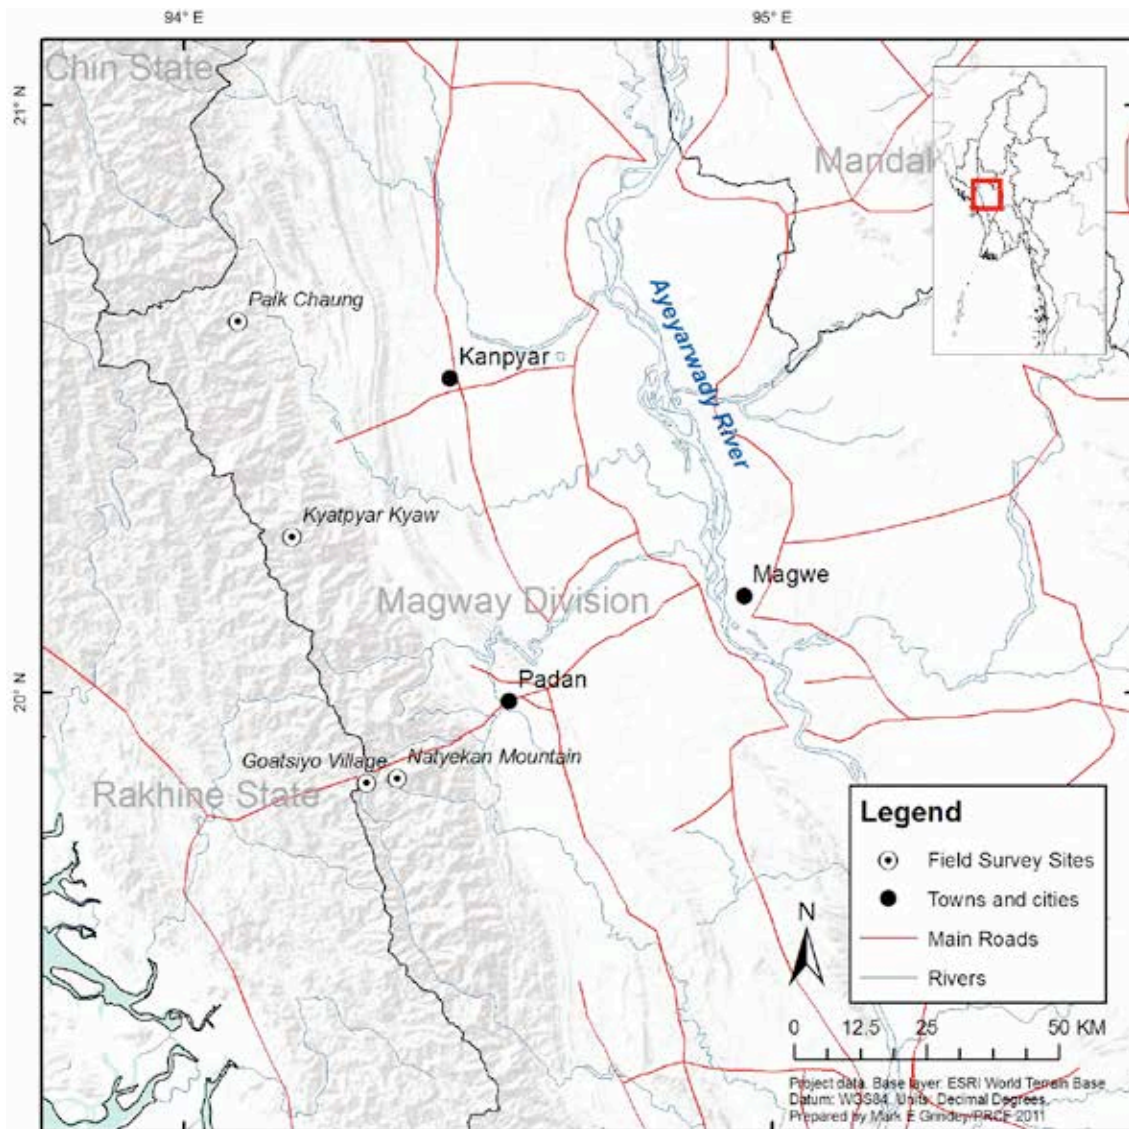 94° E
95° E
21° N
20° N
Chin State
Mandal
Paik Chaung
Kanpyar
Ayeyarwady River
Kyatpyar Kyaw
Magwe
Magway Division
Padan
Goatsiyo Village
Natyekan Mountain
Rakhine State
Legend
Field Survey Sites
Towns and cities
Main Roads
Rivers
N
0 12.5 25 50 KM
Project data. Base layer: ESRI World Terrain Base
Datum: WGS84. Units: Decimal Degrees.
Prepared by Mark E Grindley/PRCF 2011